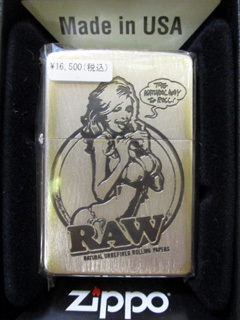 Made in USA
¥16,500(税込)
THE
NATURAL WAY
TO ROLL!
RAW
NATURAL UNREFINED ROLLING PAPERS
zippo